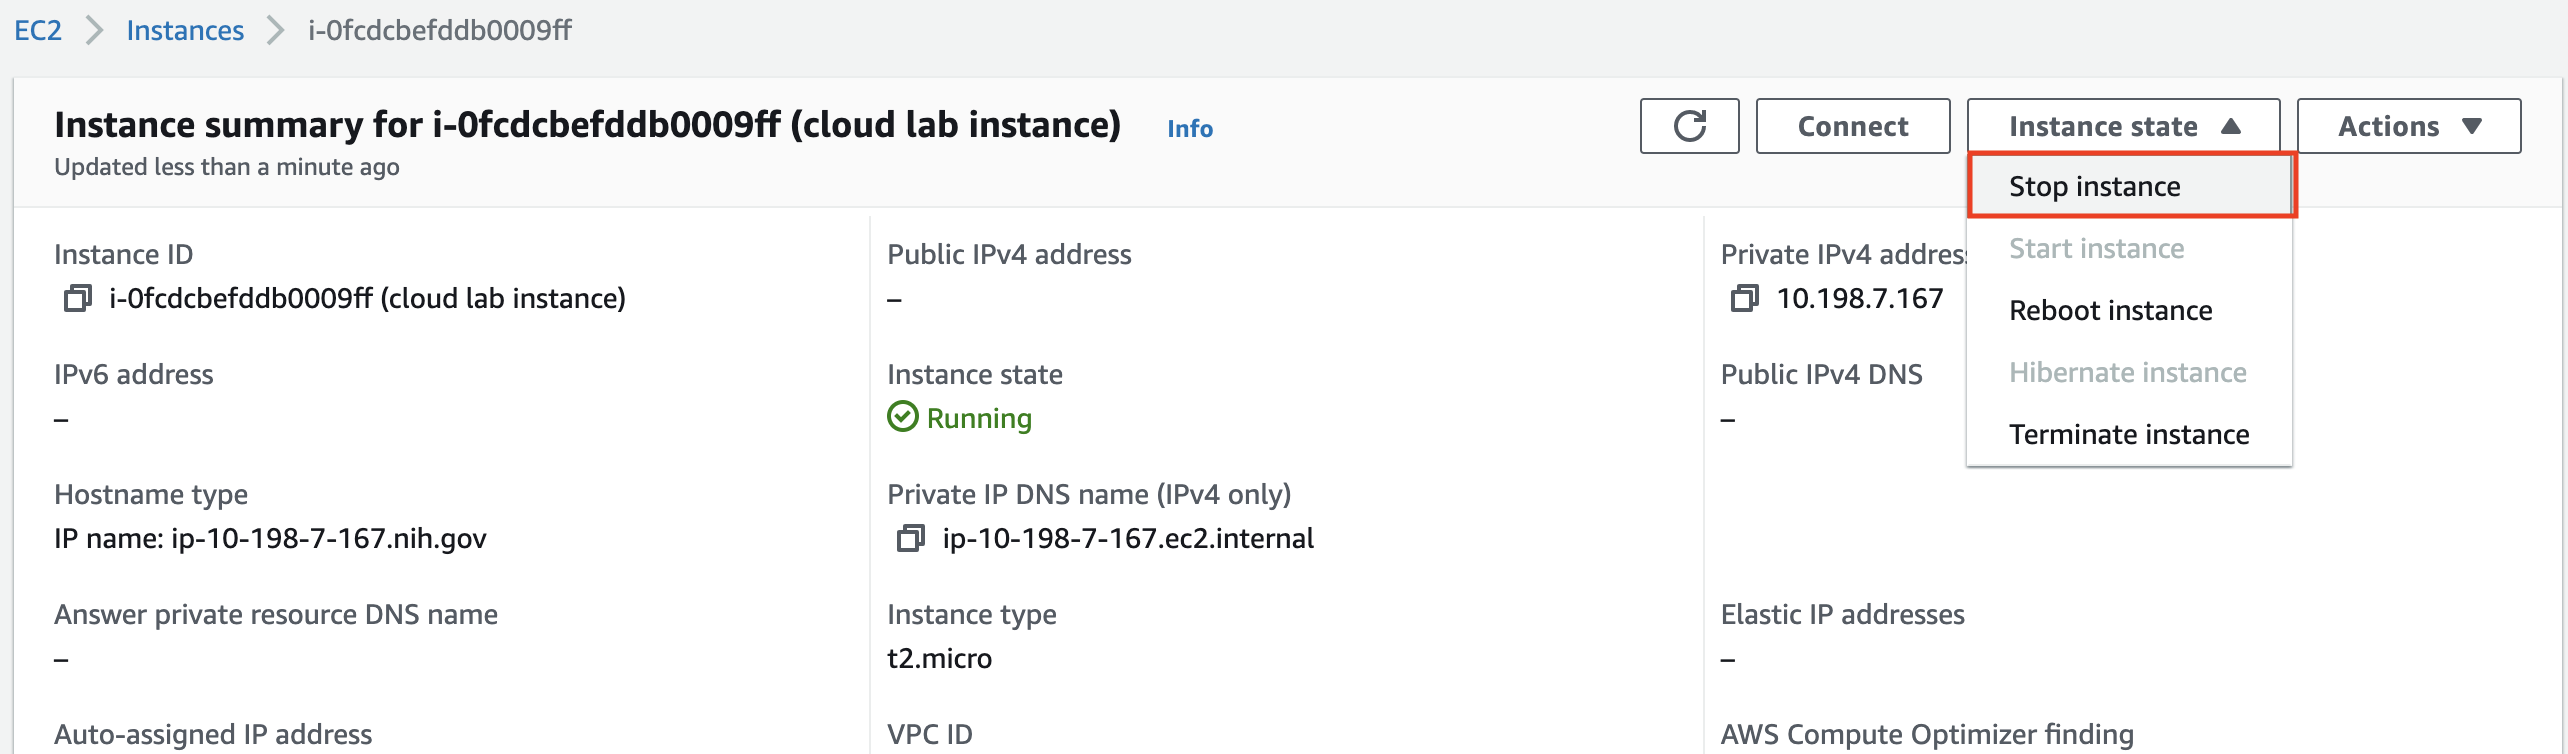 EC2 Instances i-0fcdcbefddb0009ff
Instance summary for i-0fcdcbefddb0009ff (cloud lab instance) Info
Updated less than a minute ago
Connect
Instance state
Actions
Stop instance
Start instance
Reboot instance
Hibernate instance
Terminate instance
Instance ID
i-0fcdcbefddb0009ff (cloud lab instance)
Public IPv4 address
–
Private IPv4 address
10.198.7.167
IPv6 address
–
Instance state
Running
Public IPv4 DNS
–
Hostname type
IP name: ip-10-198-7-167.nih.gov
Private IP DNS name (IPv4 only)
ip-10-198-7-167.ec2.internal
Answer private resource DNS name
–
Instance type
t2.micro
Elastic IP addresses
–
Auto-assigned IP address
VPC ID
AWS Compute Optimizer finding